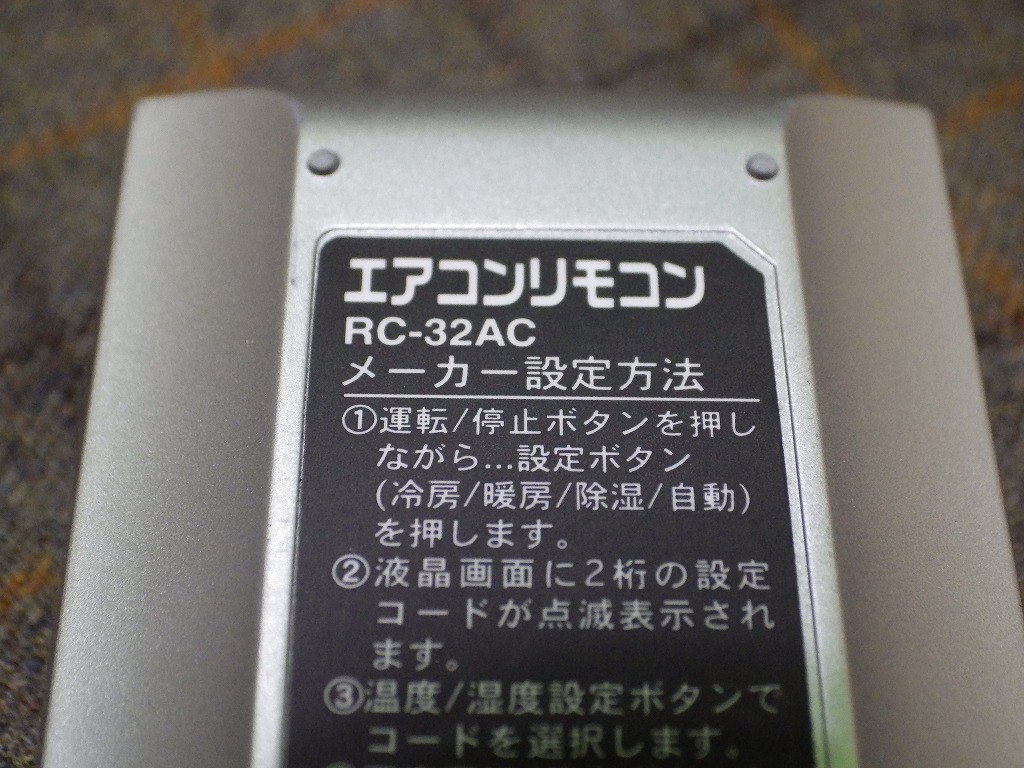 エアコンリモコン
RC-32AC
メーカー設定方法
①運転/停止ボタンを押し
ながら...設定ボタン
(冷房/暖房/除湿/自動)
を押します。
②液晶画面に2桁の設定
コードが点滅表示され
ます。
③温度/湿度設定ボタンで
コードを選択します。